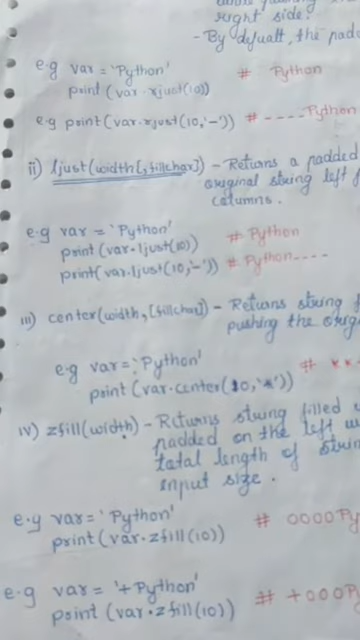 right side.
- By defualt, the pado
e.g var = 'Python' # Python
print (var.rjust(10))
e.g print(var.rjust(10,'-')) # ----Python
ii) ljust(width[,fillchar]) - Returns a padded
original string left
columns.
e.g var = 'Python'
print(var.ljust(10)) # Python
print(var.ljust(10,'-')) # Python----
iii) center(width,[fillchar]) - Returns string
pushing the orig
e.g var = 'Python'
print (var.center(10,'*')) # **
iv) zfill(width) - Returns string filled
padded on the left
total length of strin
input size.
e.g var = 'Python' # 0000Py
print (var.zfill(10))
e.g var = '+Python' # +000P
point (var.zfill(10))